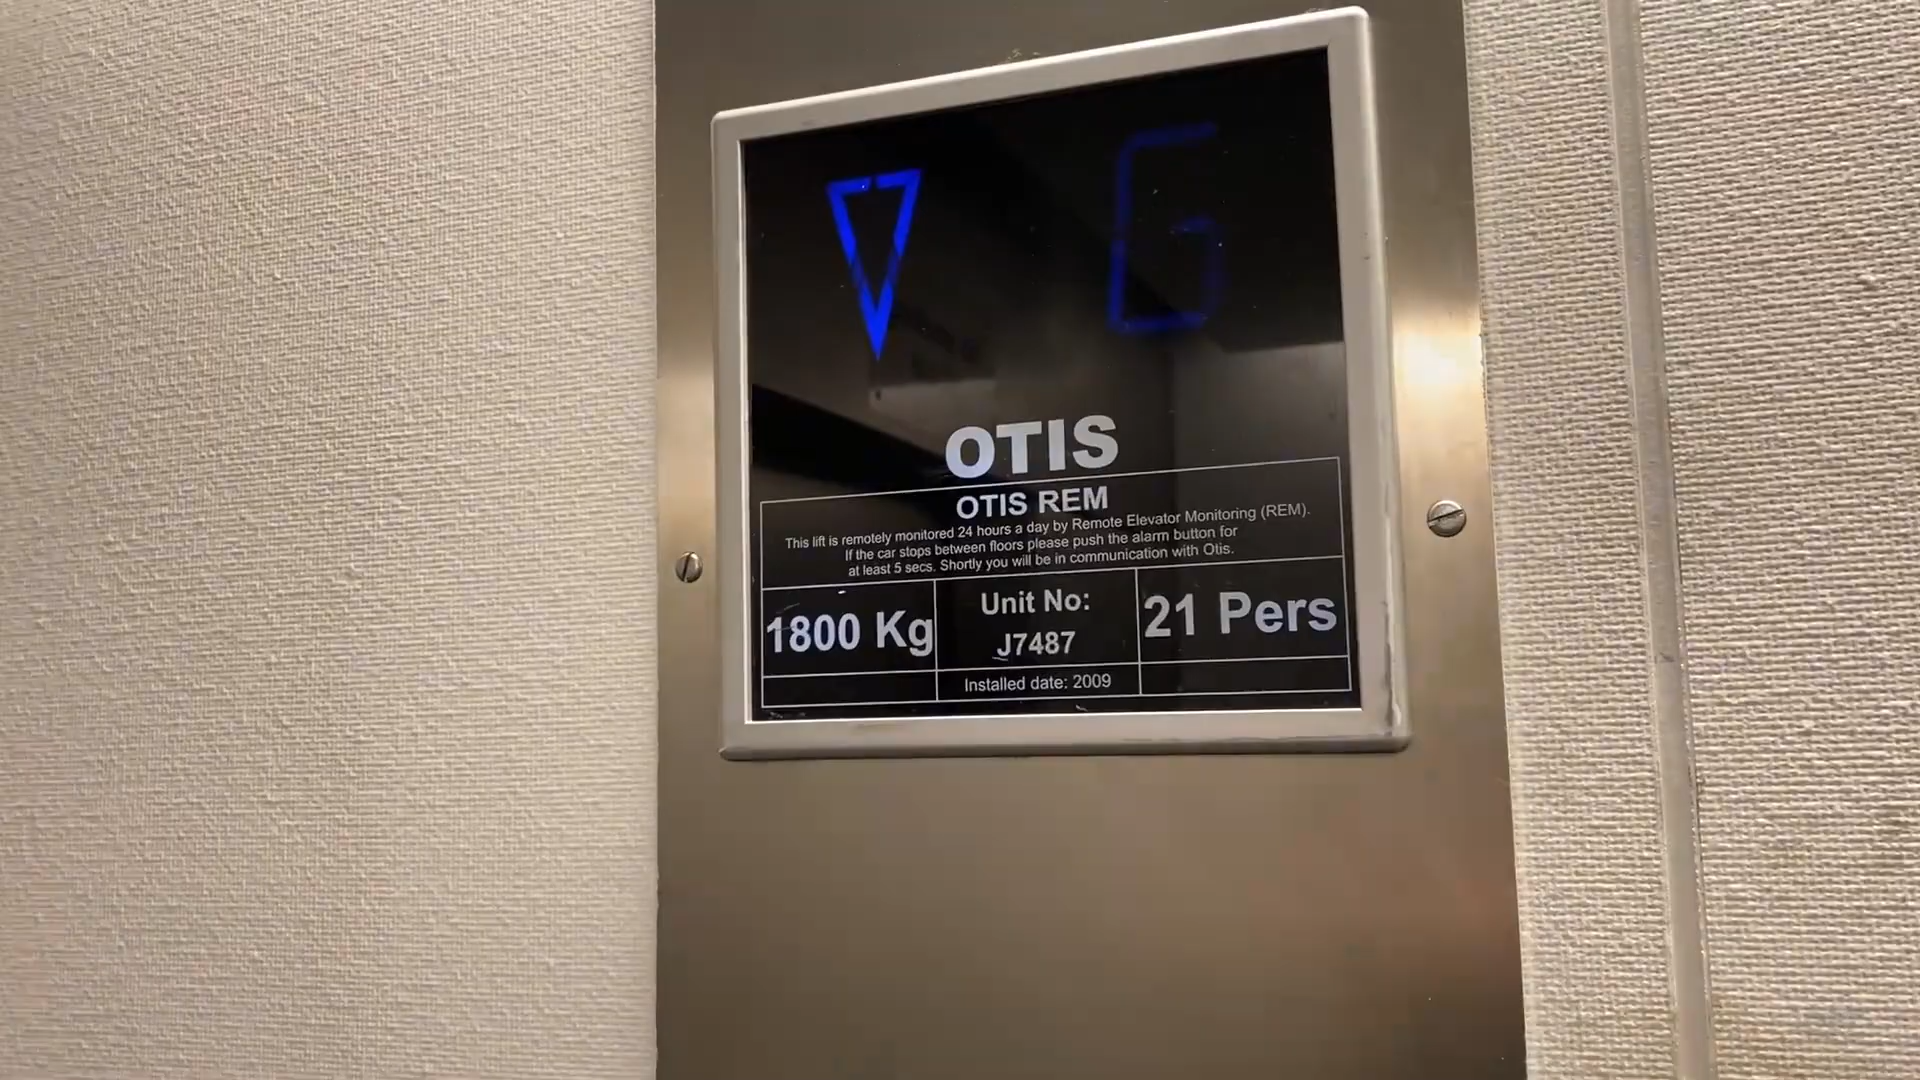 G
OTIS
OTIS REM
This lift is remotely monitored 24 hours a day by Remote Elevator Monitoring (REM).
If the car stops between floors please push the alarm button for
at least 5 secs. Shortly you will be in communication with Otis.
1800 Kg
Unit No:
J7487
21 Pers
Installed date: 2009